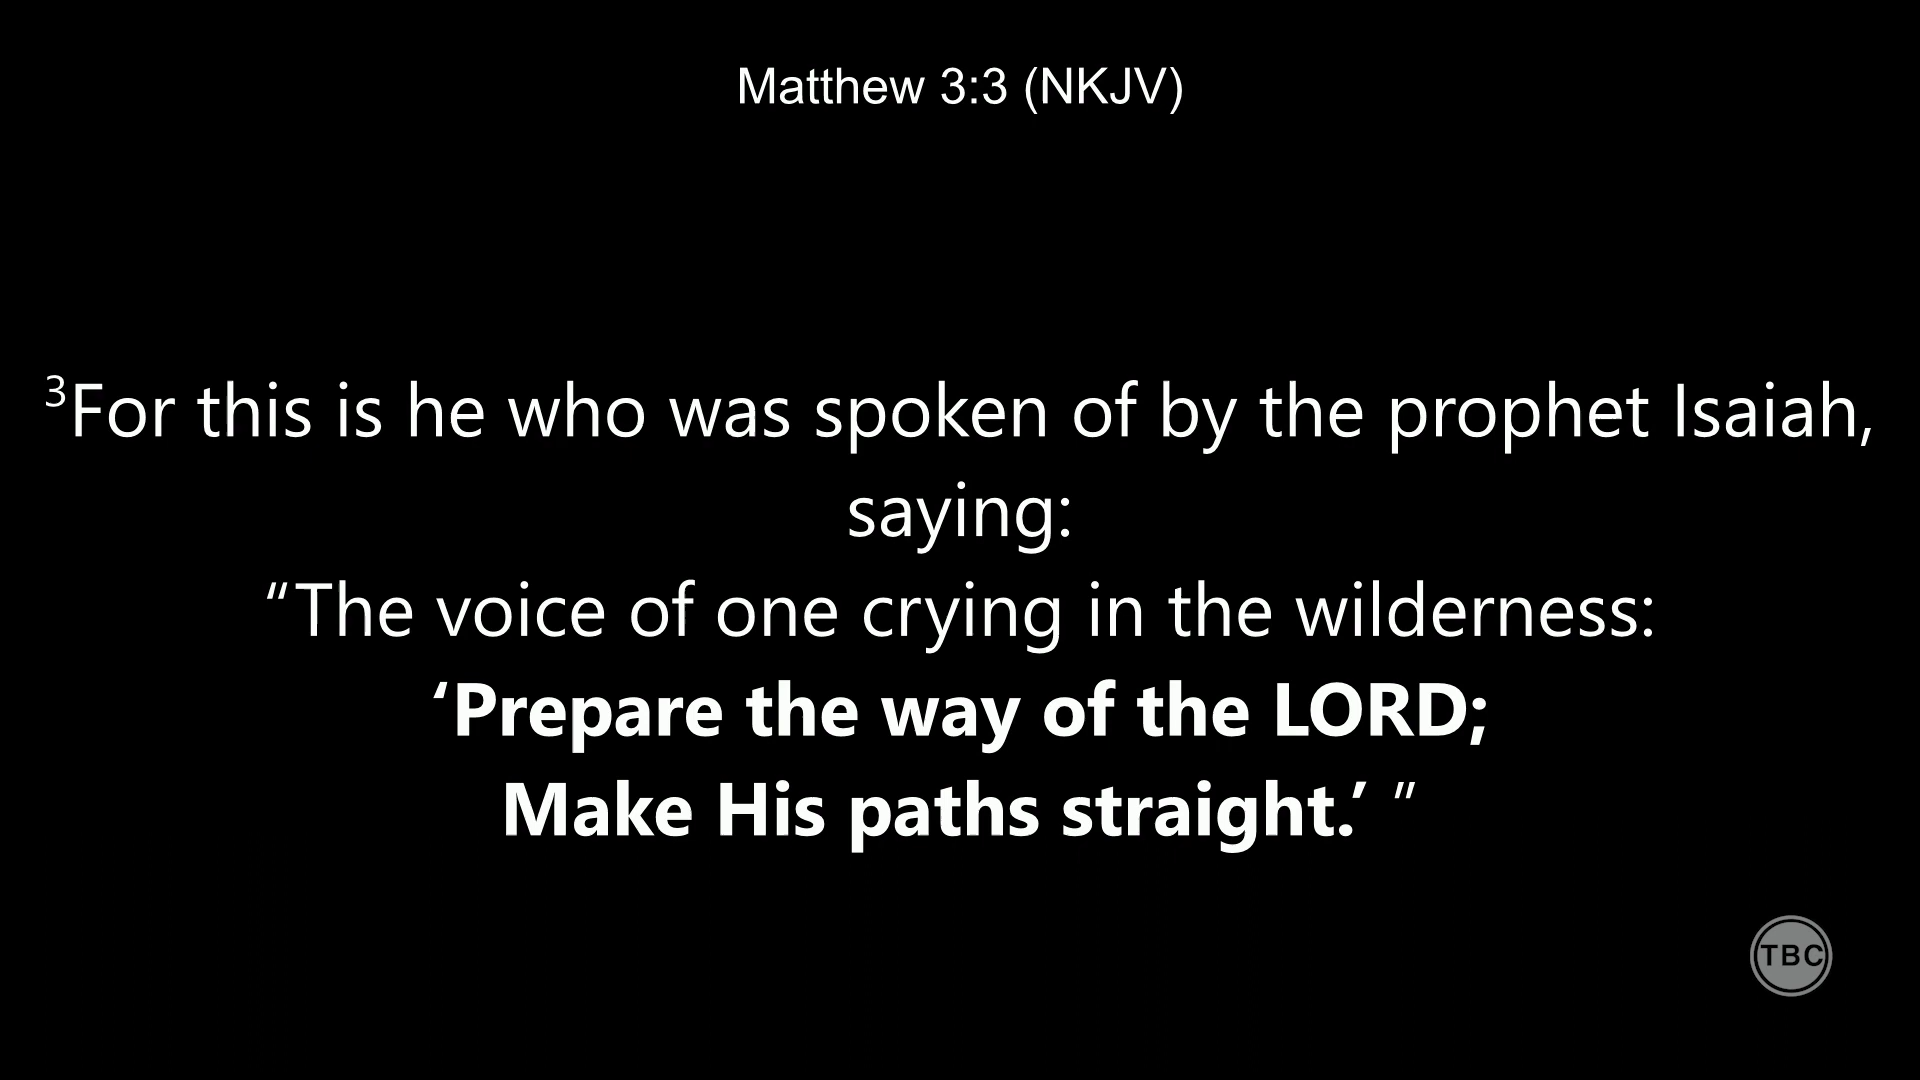 Matthew 3:3 (NKJV)
³For this is he who was spoken of by the prophet Isaiah,
saying:
“The voice of one crying in the wilderness:
‘Prepare the way of the LORD;
Make His paths straight.’ ”
TBC